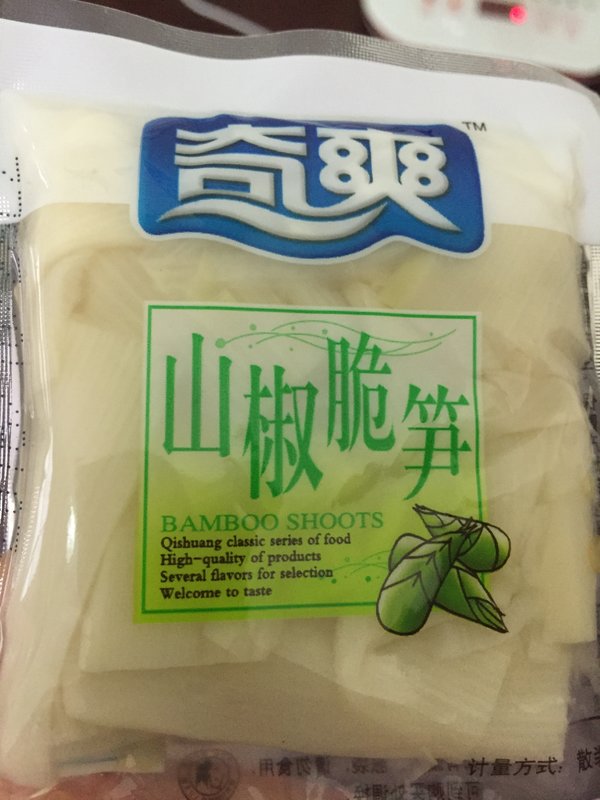 奇爽 TM
山椒脆笋
BAMBOO SHOOTS
Qishuang classic series of food
High-quality of products
Several flavors for selection
Welcome to taste
计量方式: 散